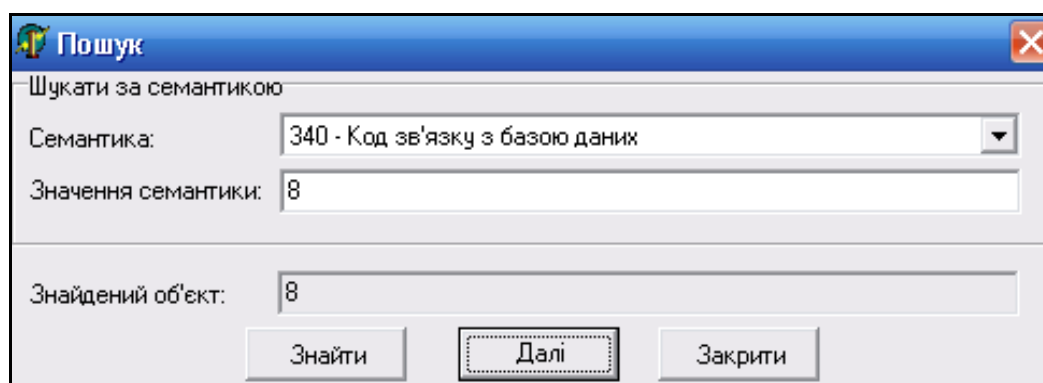 Пошук
Шукати за семантикою
Семантика: 340 - Код зв'язку з базою даних
Значення семантики: 8
Знайдений об'єкт: 8
Знайти Далі Закрити